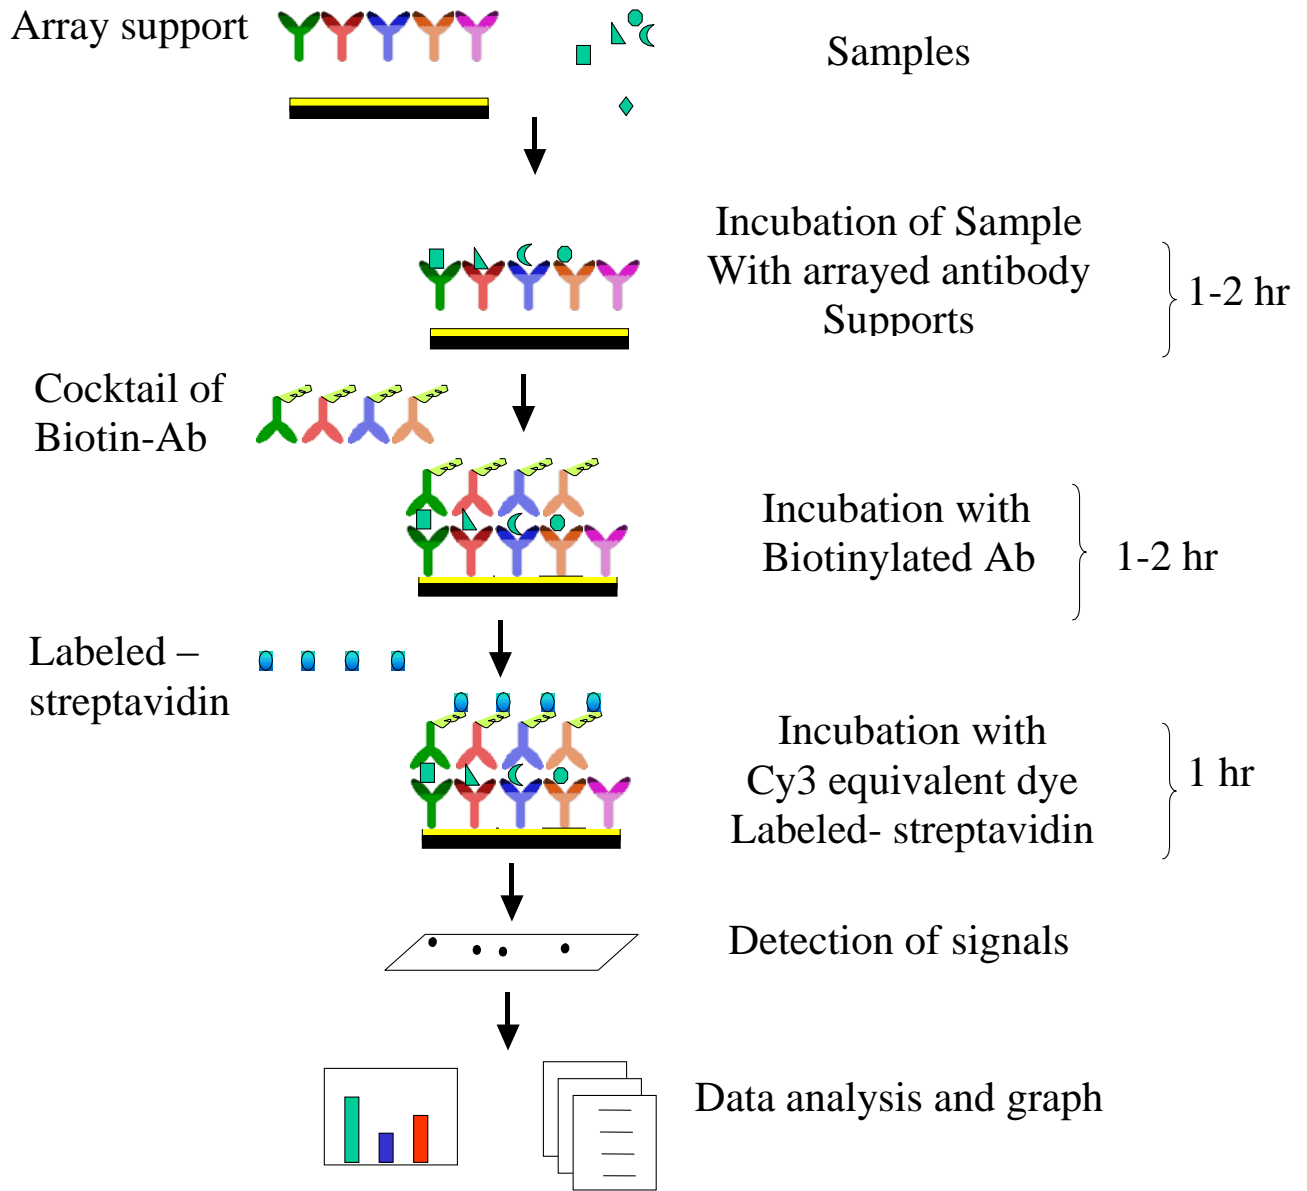 Array support
Samples
Incubation of Sample
With arrayed antibody
Supports
1-2 hr
Cocktail of
Biotin-Ab
Incubation with
Biotinylated Ab
1-2 hr
Labeled –
streptavidin
Incubation with
Cy3 equivalent dye
Labeled- streptavidin
1 hr
Detection of signals
Data analysis and graph